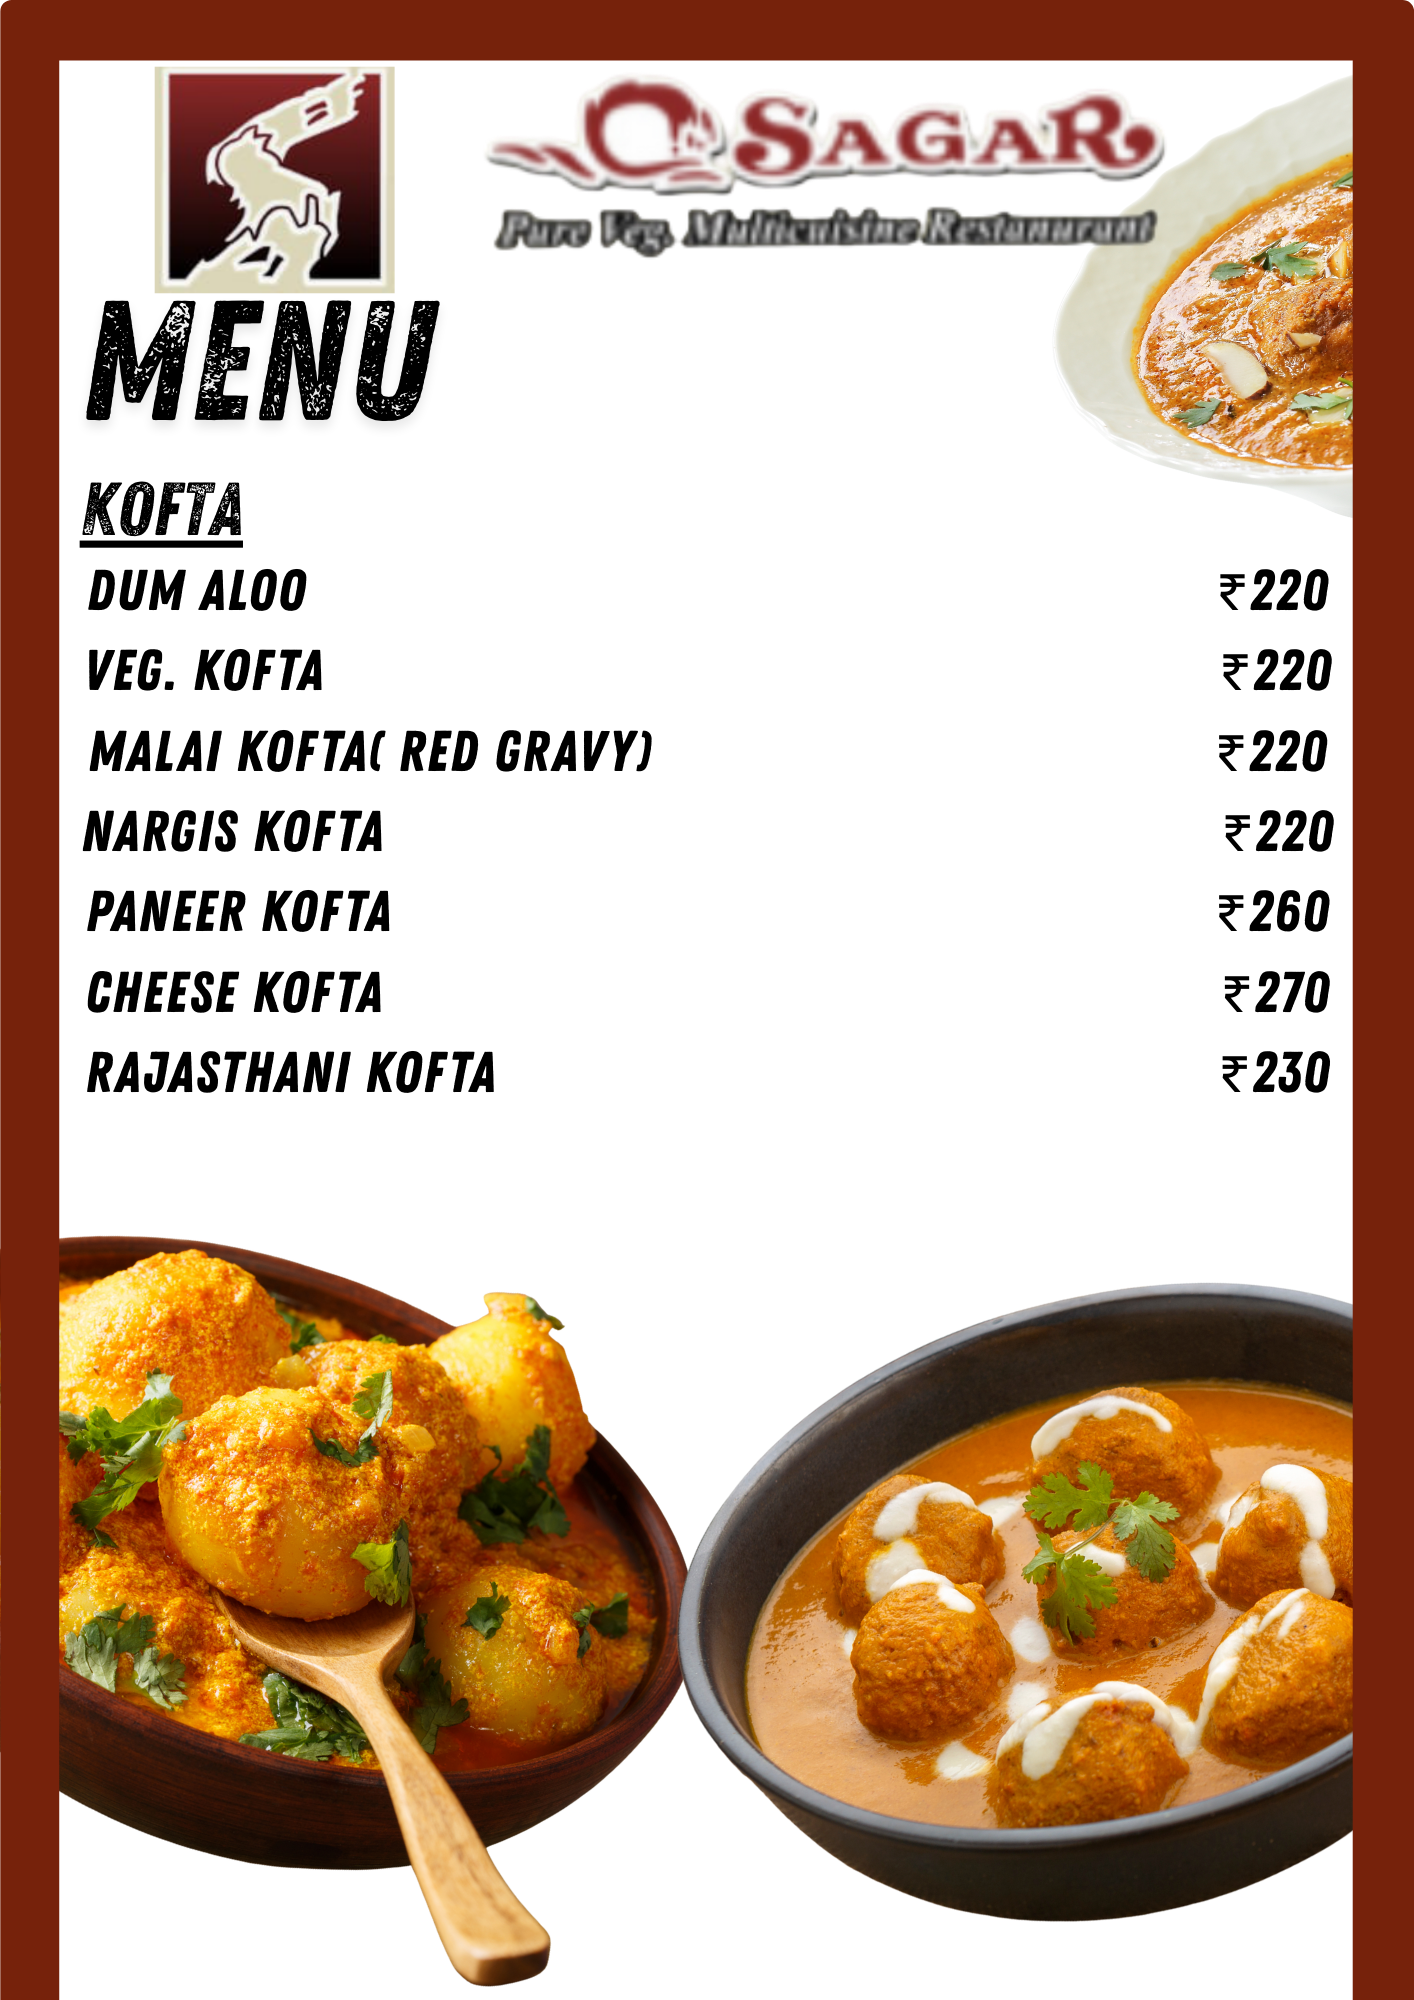 SAGAR
Pure Veg. Multicuisine Restaunurant
MENU
KOFTA
DUM ALOO ₹220
VEG. KOFTA ₹220
MALAI KOFTA( RED GRAVY) ₹220
NARGIS KOFTA ₹220
PANEER KOFTA ₹260
CHEESE KOFTA ₹270
RAJASTHANI KOFTA ₹230